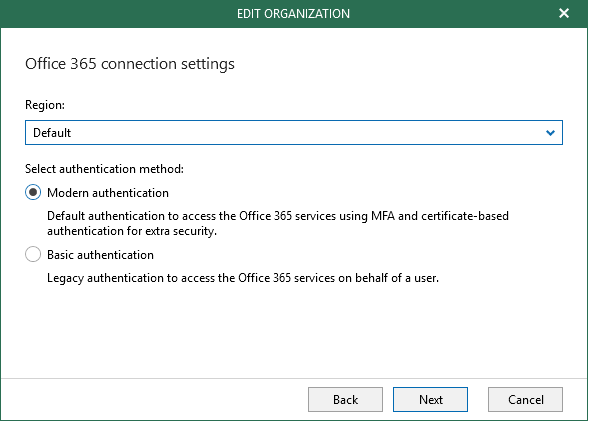 EDIT ORGANIZATION
Office 365 connection settings
Region:
Default
Select authentication method:
Modern authentication
Default authentication to access the Office 365 services using MFA and certificate-based
authentication for extra security.
Basic authentication
Legacy authentication to access the Office 365 services on behalf of a user.
Back Next Cancel